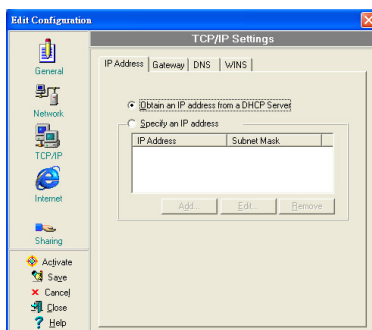 Edit Configuration
TCP/IP Settings
General
Network
TCP/IP
Internet
Sharing
Activate
Save
Cancel
Close
Help
IP Address Gateway DNS WINS
Obtain an IP address from a DHCP Server
Specify an IP address
IP Address Subnet Mask
Add... Edit... Remove